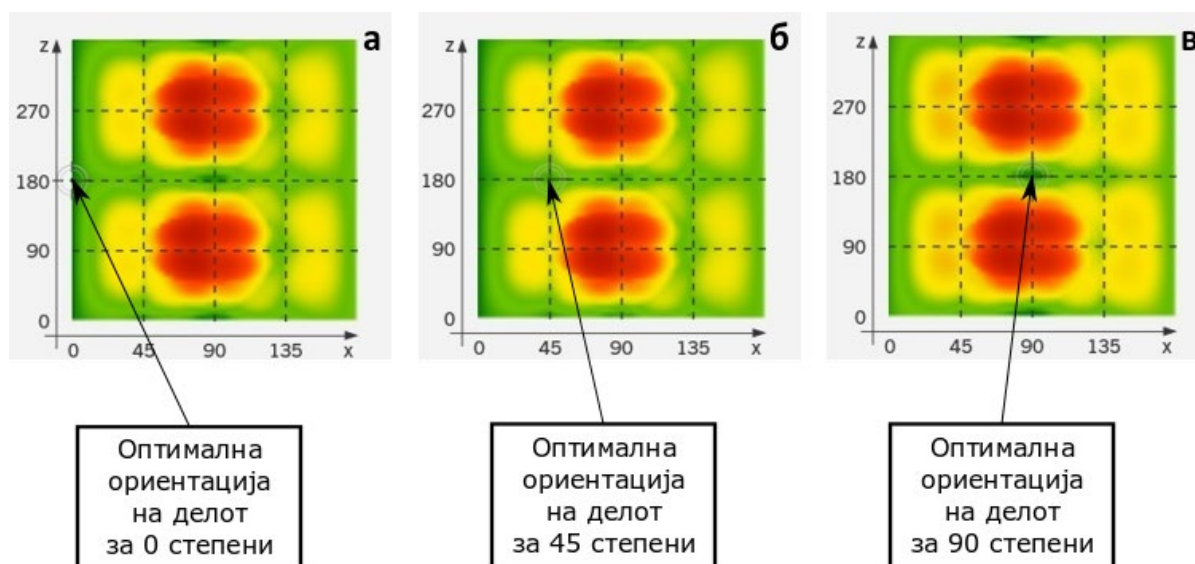 а
z
270
180
90
0
0 45 90 135 x
Оптимална
ориентација
на делот
за 0 степени
б
z
270
180
90
0
0 45 90 135 x
Оптимална
ориентација
на делот
за 45 степени
в
z
270
180
90
0
0 45 90 135 x
Оптимална
ориентација
на делот
за 90 степени